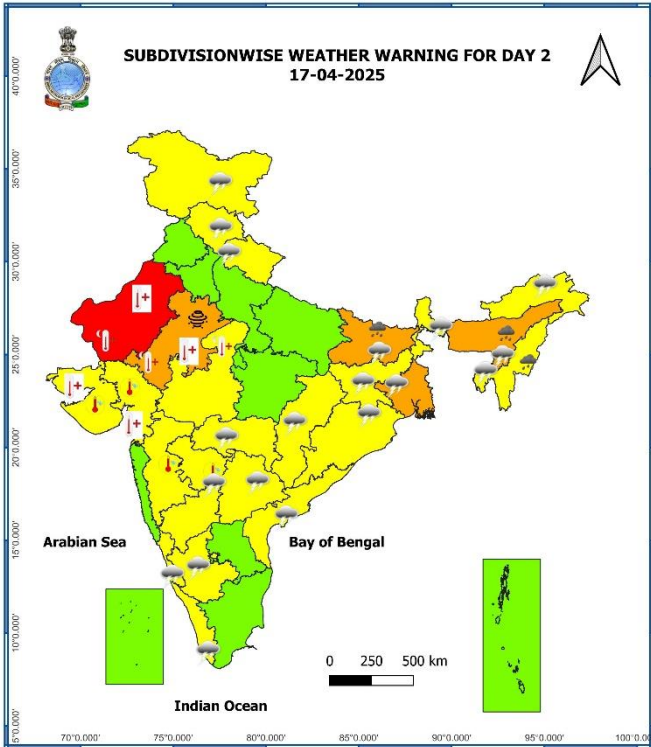 SUBDIVISIONWISE WEATHER WARNING FOR DAY 2
17-04-2025
40°0.000'
35°0.000'
30°0.000'
25°0.000'
20°0.000'
15°0.000'
10°0.000'
5°0.000'
Arabian Sea
Bay of Bengal
0 250 500 km
Indian Ocean
70°0.000' 75°0.000' 80°0.000' 85°0.000' 90°0.000' 95°0.000' 100°0.0